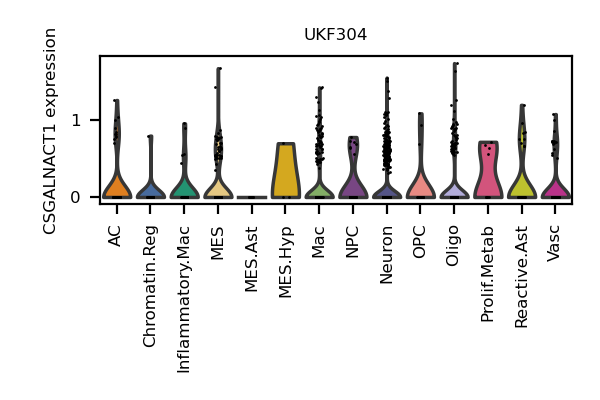 UKF304
CSGALNACT1 expression
1
0
AC
Chromatin.Reg
Inflammatory.Mac
MES
MES.Ast
MES.Hyp
Mac
NPC
Neuron
OPC
Oligo
Prolif.Metab
Reactive.Ast
Vasc